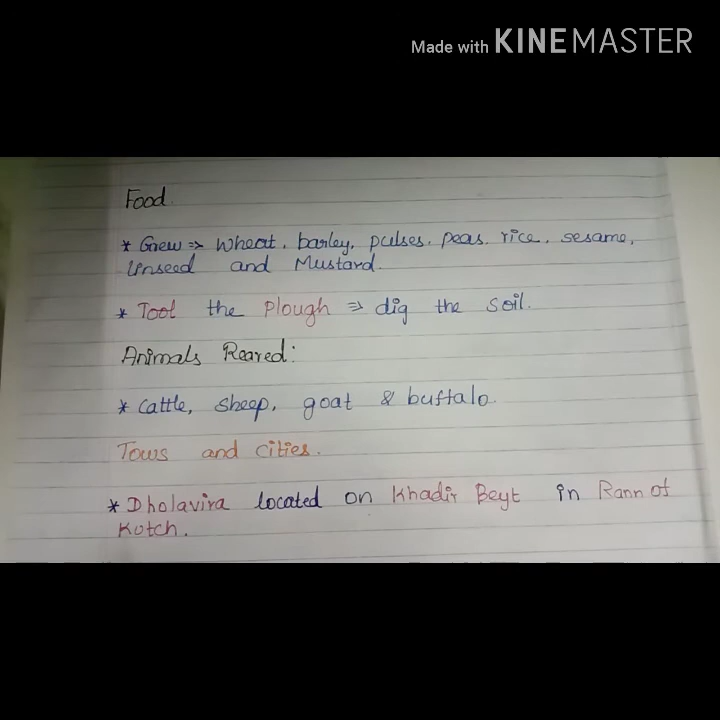 Made with KINEMASTER
Food
* Grew => Wheat, barley, pulses, peas, rice, sesame,
linseed and Mustard.
* Tool the Plough => dig the soil.
Animals Reared:
* Cattle, sheep, goat & buffalo
Tows and cities.
* Dholavira located on Khadir Beyt in Rann of
Kutch.